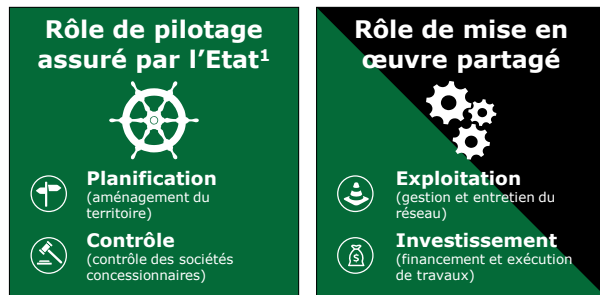 Rôle de pilotage
assuré par l’Etat¹
Planification
(aménagement du
territoire)
Contrôle
(contrôle des sociétés
concessionnaires)
Rôle de mise en
œuvre partagé
Exploitation
(gestion et entretien du
réseau)
Investissement
(financement et exécution
de travaux)
$